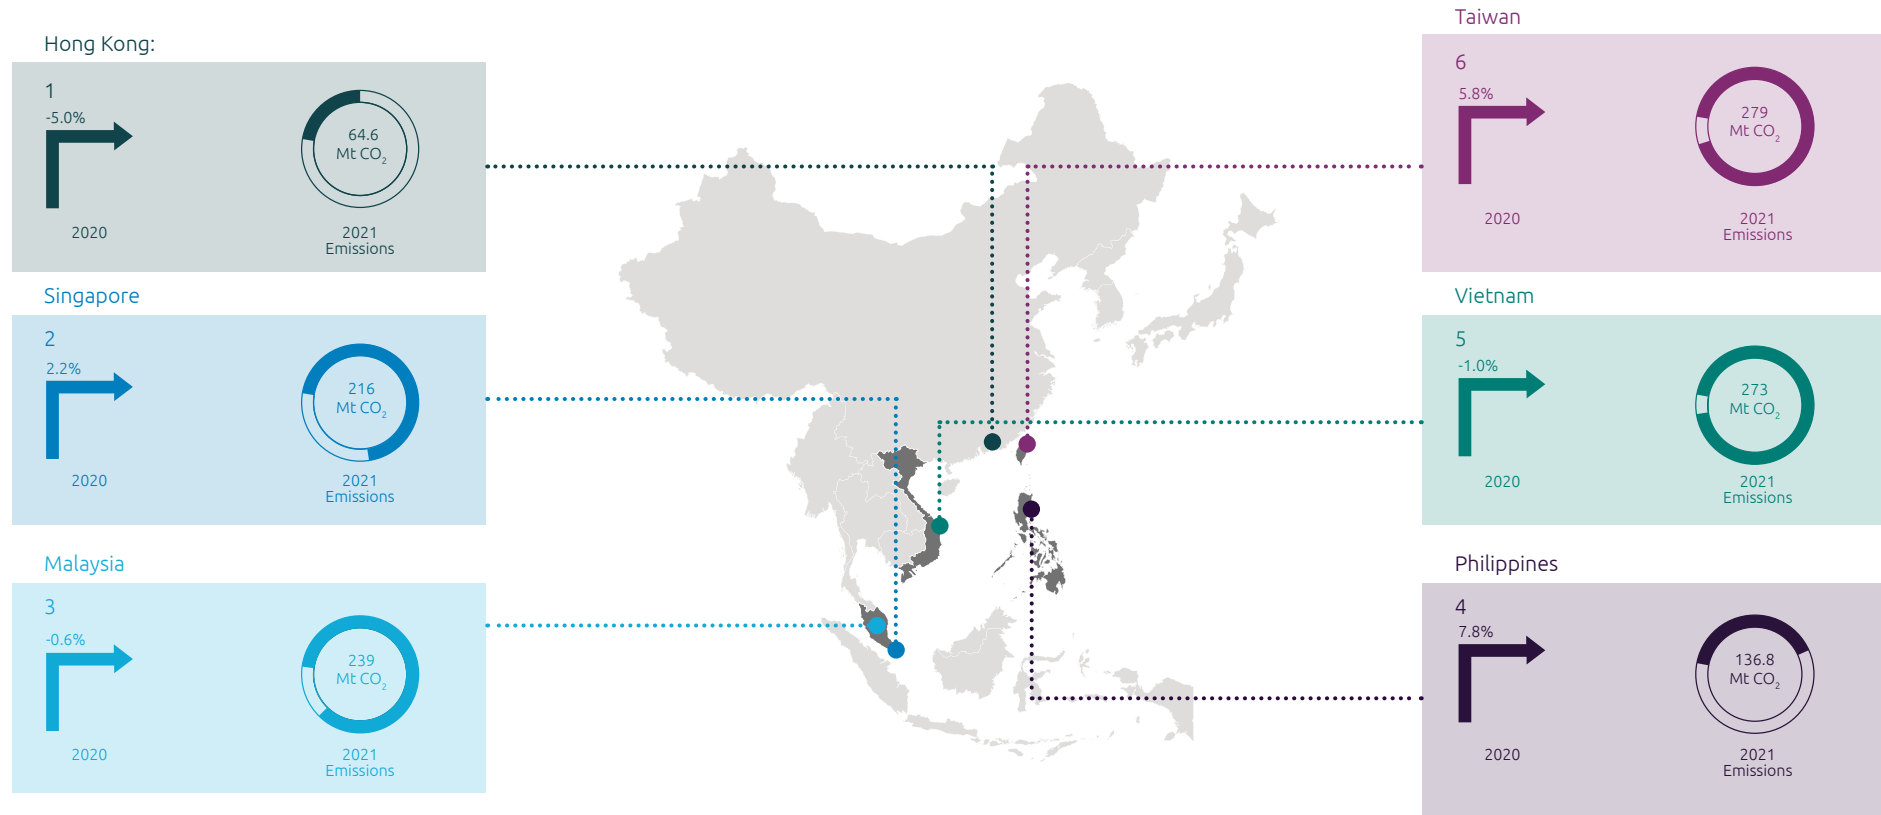 Hong Kong:
1
-5.0%
64.6
Mt CO₂
2020
2021
Emissions
Singapore
2
2.2%
216
Mt CO₂
2020
2021
Emissions
Malaysia
3
-0.6%
239
Mt CO₂
2020
2021
Emissions
Taiwan
6
5.8%
279
Mt CO₂
2020
2021
Emissions
Vietnam
5
-1.0%
273
Mt CO₂
2020
2021
Emissions
Philippines
4
7.8%
136.8
Mt CO₂
2020
2021
Emissions